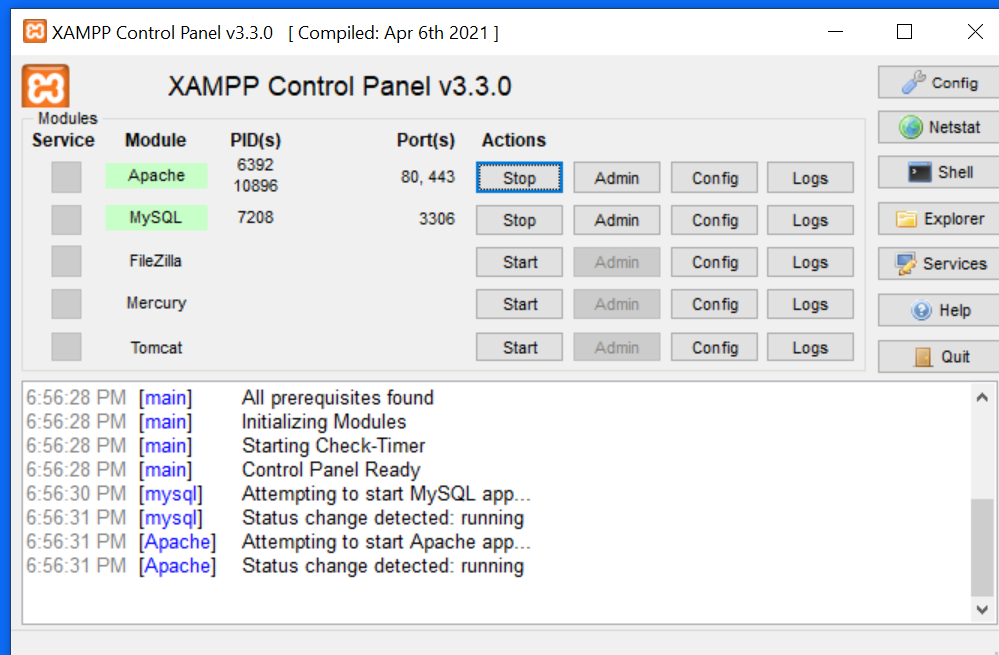 XAMPP Control Panel v3.3.0 [ Compiled: Apr 6th 2021 ]
XAMPP Control Panel v3.3.0
Config
Modules
Service Module PID(s) Port(s) Actions
Netstat
Apache 6392 10896 80, 443 Stop Admin Config Logs
Shell
MySQL 7208 3306 Stop Admin Config Logs
Explorer
FileZilla Start Admin Config Logs
Services
Mercury Start Admin Config Logs
Help
Tomcat Start Admin Config Logs
Quit
6:56:28 PM [main] All prerequisites found
6:56:28 PM [main] Initializing Modules
6:56:28 PM [main] Starting Check-Timer
6:56:28 PM [main] Control Panel Ready
6:56:30 PM [mysql] Attempting to start MySQL app...
6:56:31 PM [mysql] Status change detected: running
6:56:31 PM [Apache] Attempting to start Apache app...
6:56:31 PM [Apache] Status change detected: running